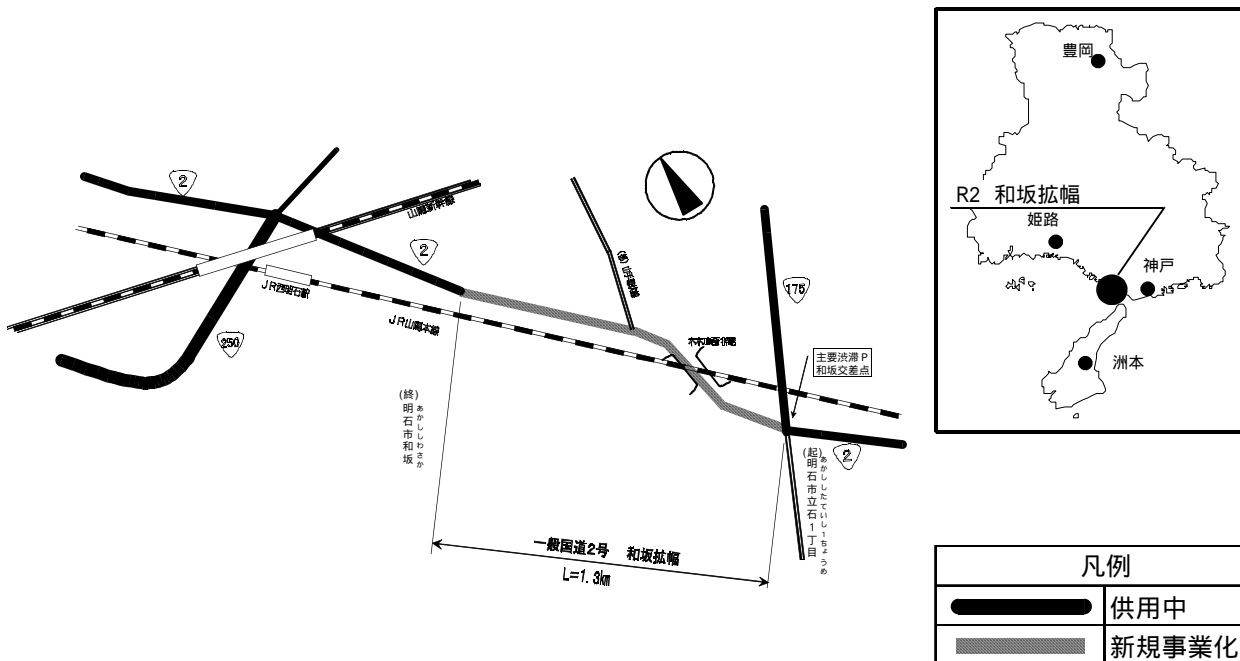 2
山陽新幹線
JR西明石駅
2
JR山陽本線
250
175
主要渋滞P
和坂交差点
(終)明石市和坂
あかししわさか
(起)明石市立石1丁目
あかししたていし1ちょうめ
2
一般国道2号 和坂拡幅
L=1.3km
豊岡
R2 和坂拡幅
姫路
神戸
洲本
凡例
供用中
新規事業化